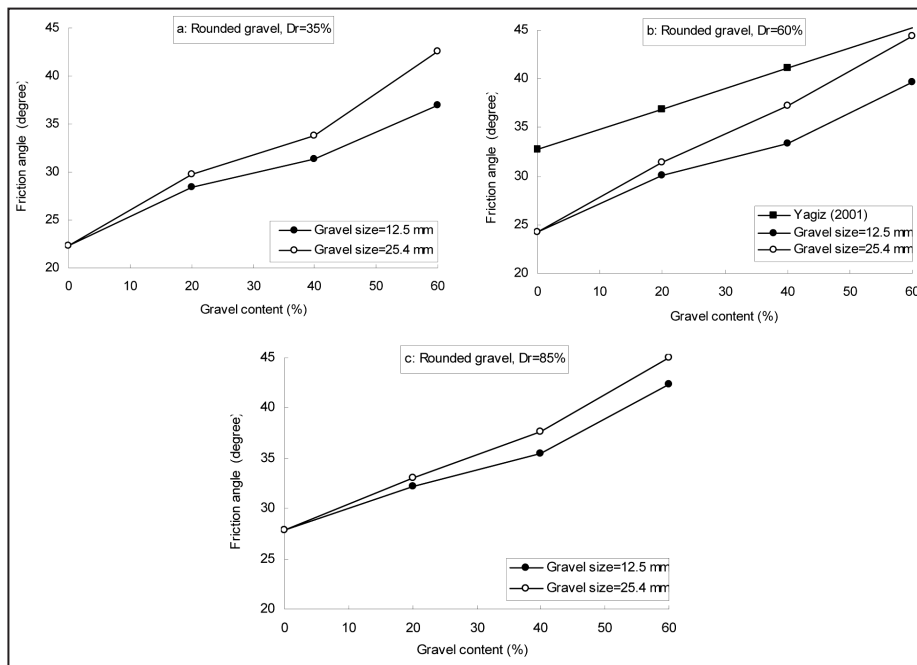 a: Rounded gravel, Dr=35%
45
40
35
30
25
20
Friction angle (degree)
0 10 20 30 40 50 60
Gravel content (%)
Gravel size=12.5 mm
Gravel size=25.4 mm
b: Rounded gravel, Dr=60%
45
40
35
30
25
20
Friction angle (degree)
0 10 20 30 40 50 60
Gravel content (%)
Yagiz (2001)
Gravel size=12.5 mm
Gravel size=25.4 mm
c: Rounded gravel, Dr=85%
45
40
35
30
25
20
Friction angle (degree)
0 10 20 30 40 50 60
Gravel content (%)
Gravel size=12.5 mm
Gravel size=25.4 mm